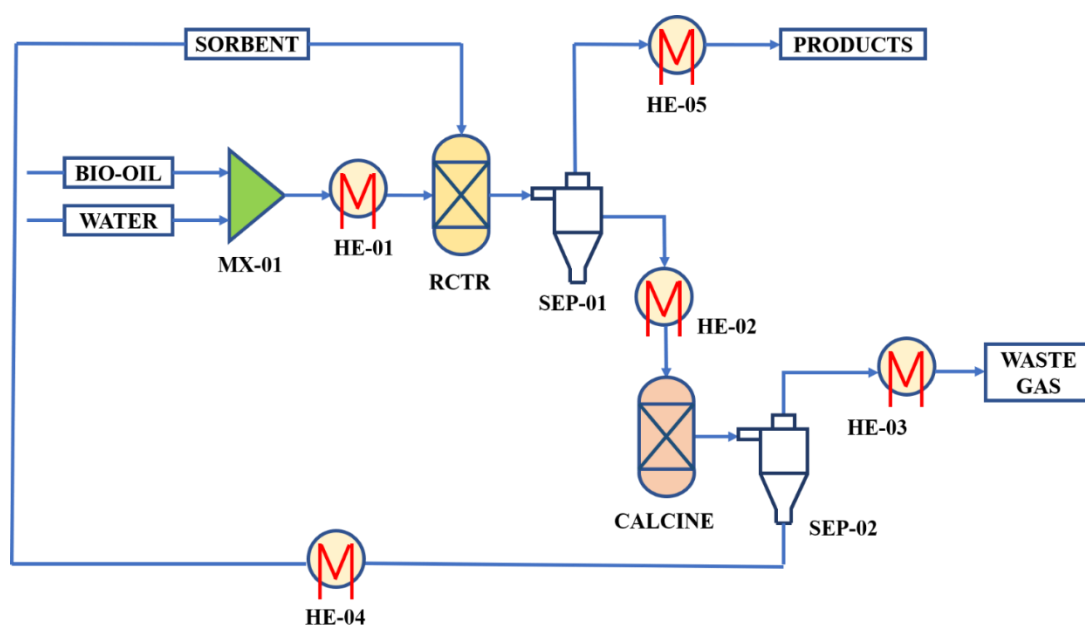 SORBENT
PRODUCTS
HE-05
BIO-OIL
WATER
MX-01
HE-01
RCTR
SEP-01
HE-02
WASTE
GAS
HE-03
CALCINE
SEP-02
HE-04